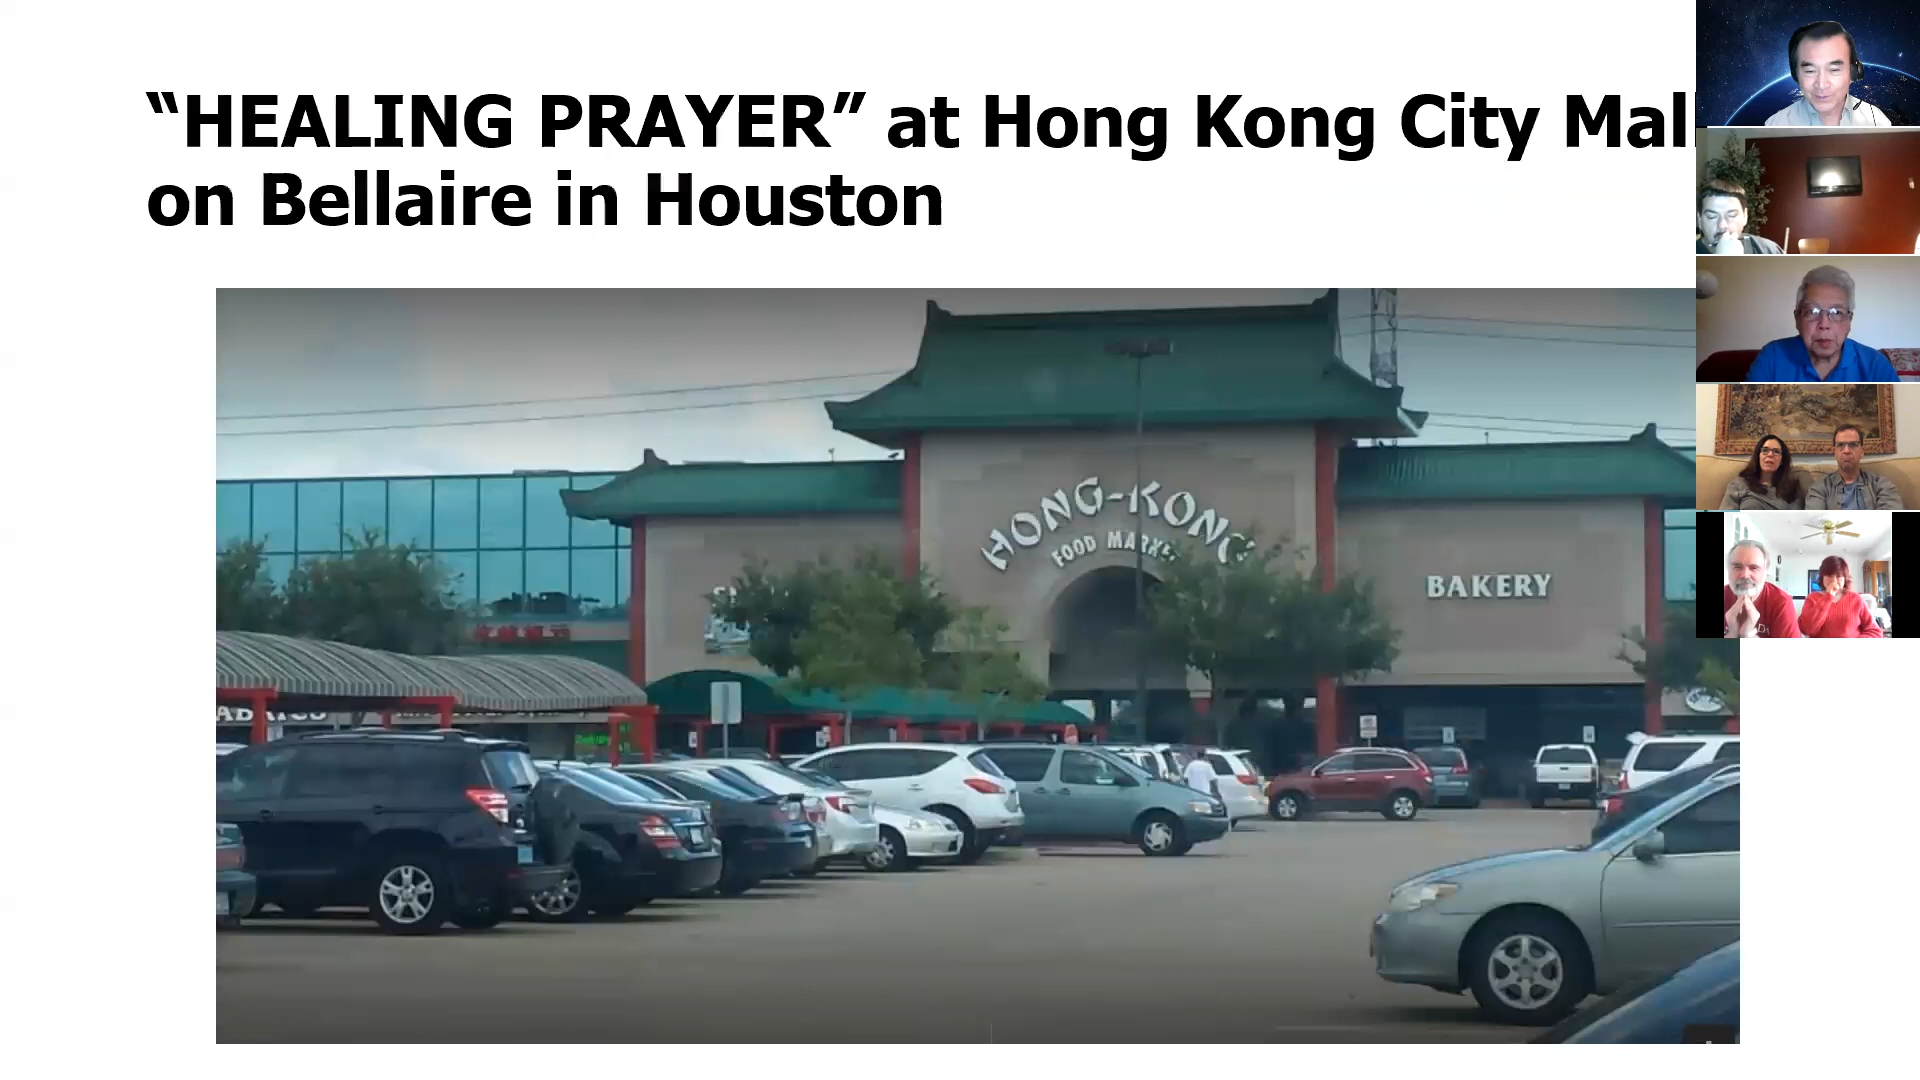 “HEALING PRAYER” at Hong Kong City Mall
on Bellaire in Houston
HONG-KONG
FOOD MARKET
BAKERY